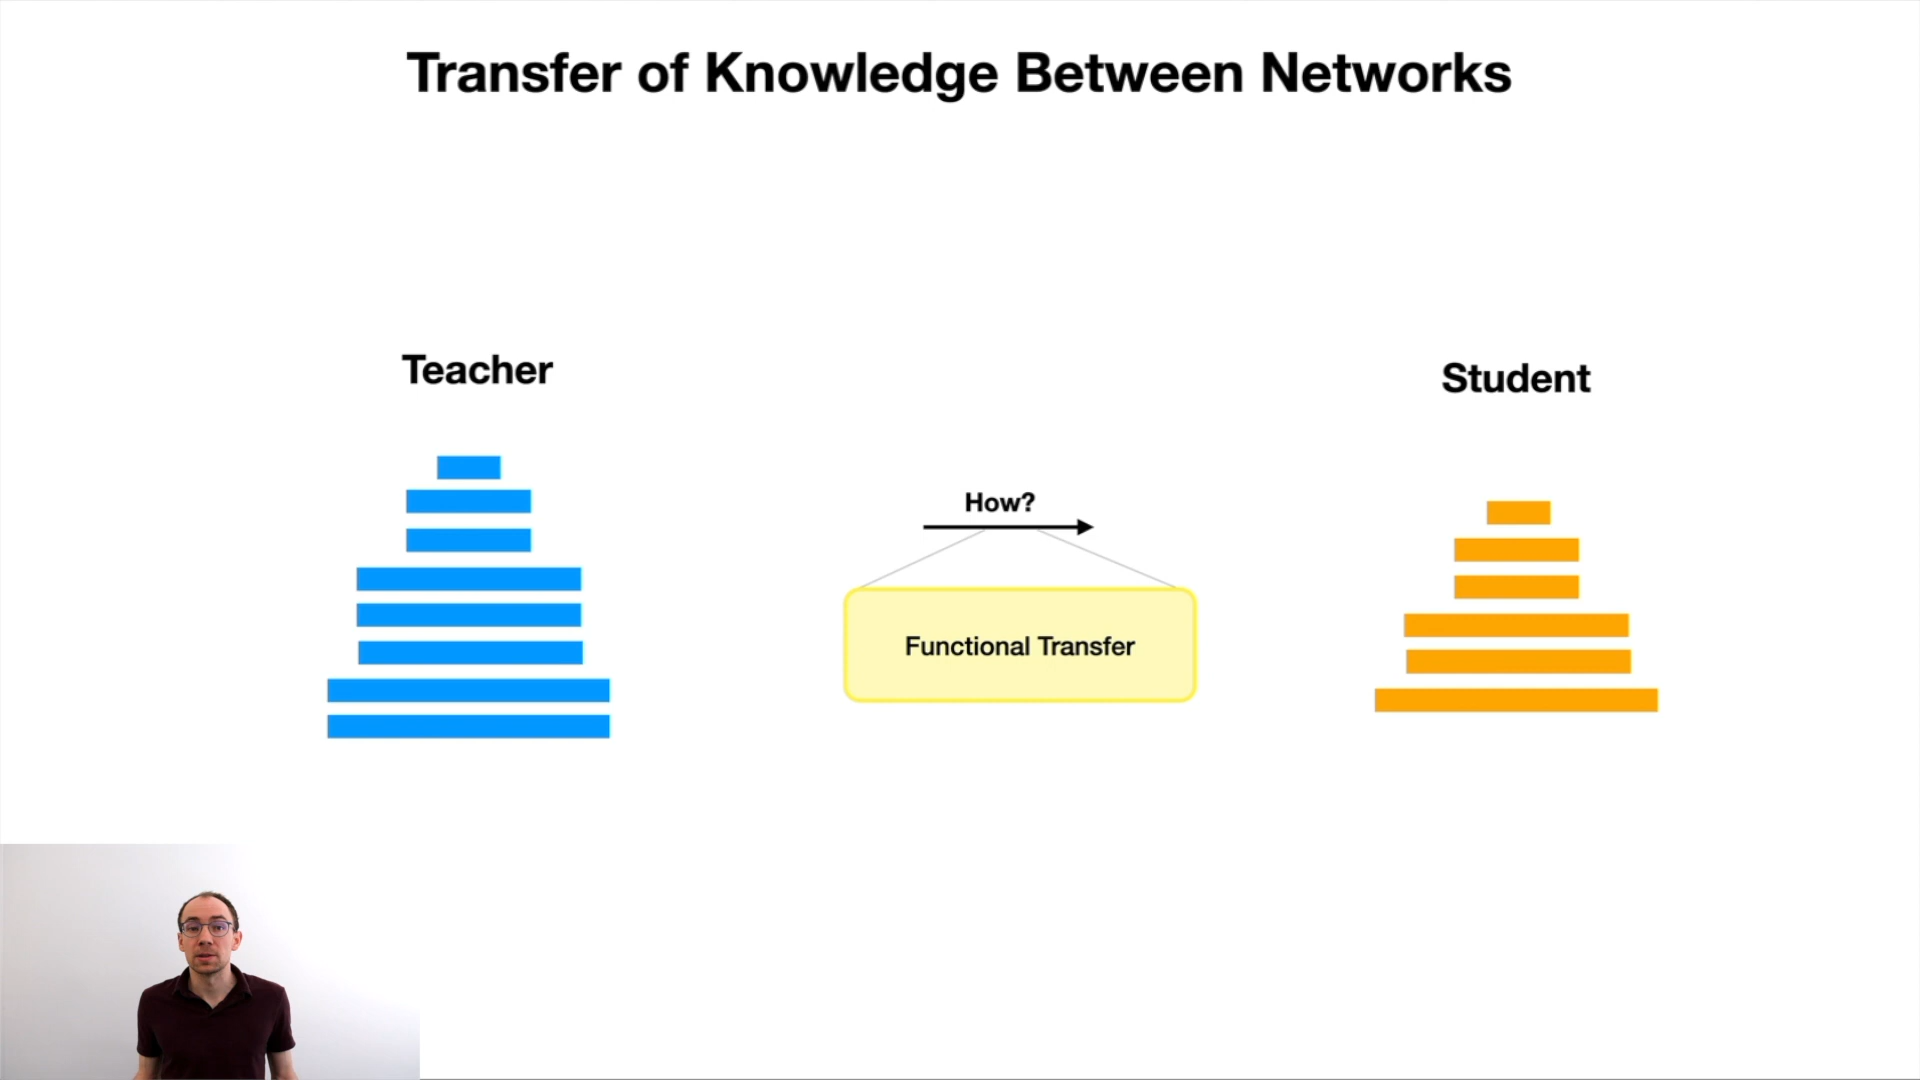 Transfer of Knowledge Between Networks
Teacher
Student
How?
Functional Transfer